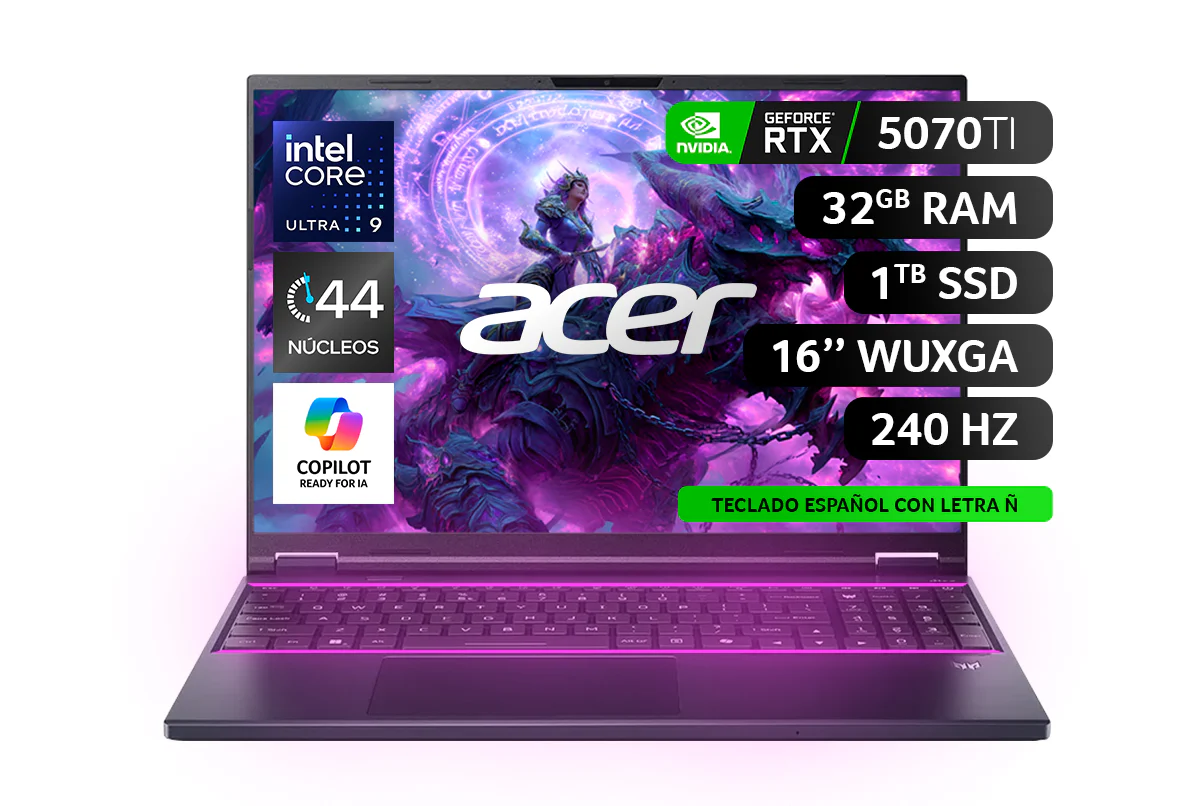 intel
CORE
ULTRA 9
44
NÚCLEOS
COPILOT
READY FOR IA
acer
NVIDIA. GEFORCE RTX 5070TI
32GB RAM
1TB SSD
16’’ WUXGA
240 HZ
TECLADO ESPAÑOL CON LETRA Ñ